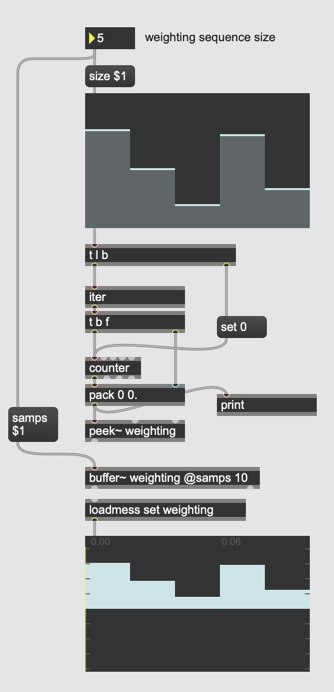 5 weighting sequence size
size $1
t l b
iter
t b f
set 0
counter
pack 0 0.
print
samps
$1
peek~ weighting
buffer~ weighting @samps 10
loadmess set weighting
0.00 0.06